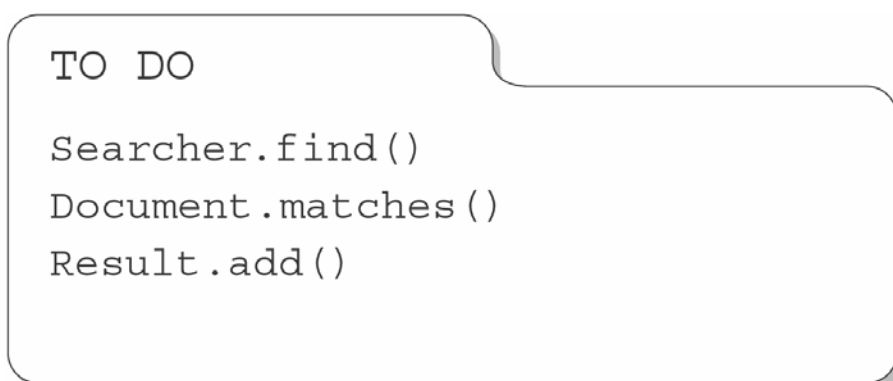 TO DO
Searcher.find()
Document.matches()
Result.add()